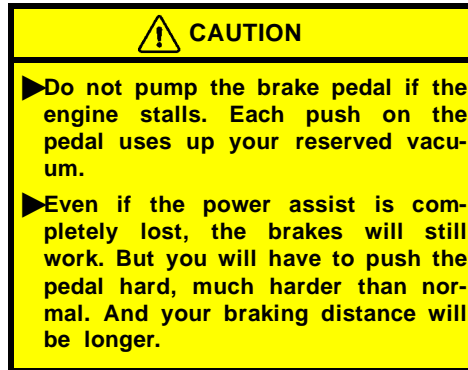 CAUTION
▶Do not pump the brake pedal if the
engine stalls. Each push on the
pedal uses up your reserved vacu-
um.
▶Even if the power assist is com-
pletely lost, the brakes will still
work. But you will have to push the
pedal hard, much harder than nor-
mal. And your braking distance will
be longer.